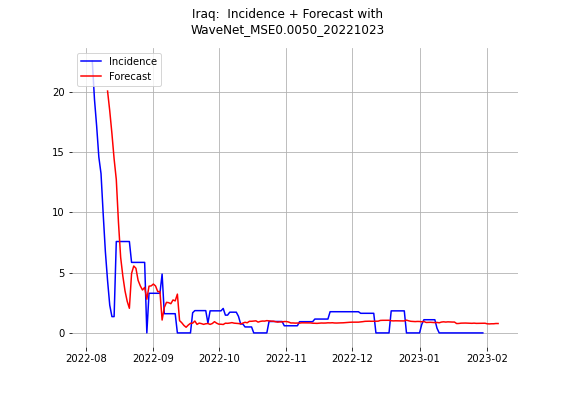 Iraq:  Incidence + Forecast with
WaveNet_MSE0.0050_20221023
Incidence
Forecast
20
15
10
5
0
2022-08 2022-09 2022-10 2022-11 2022-12 2023-01 2023-02